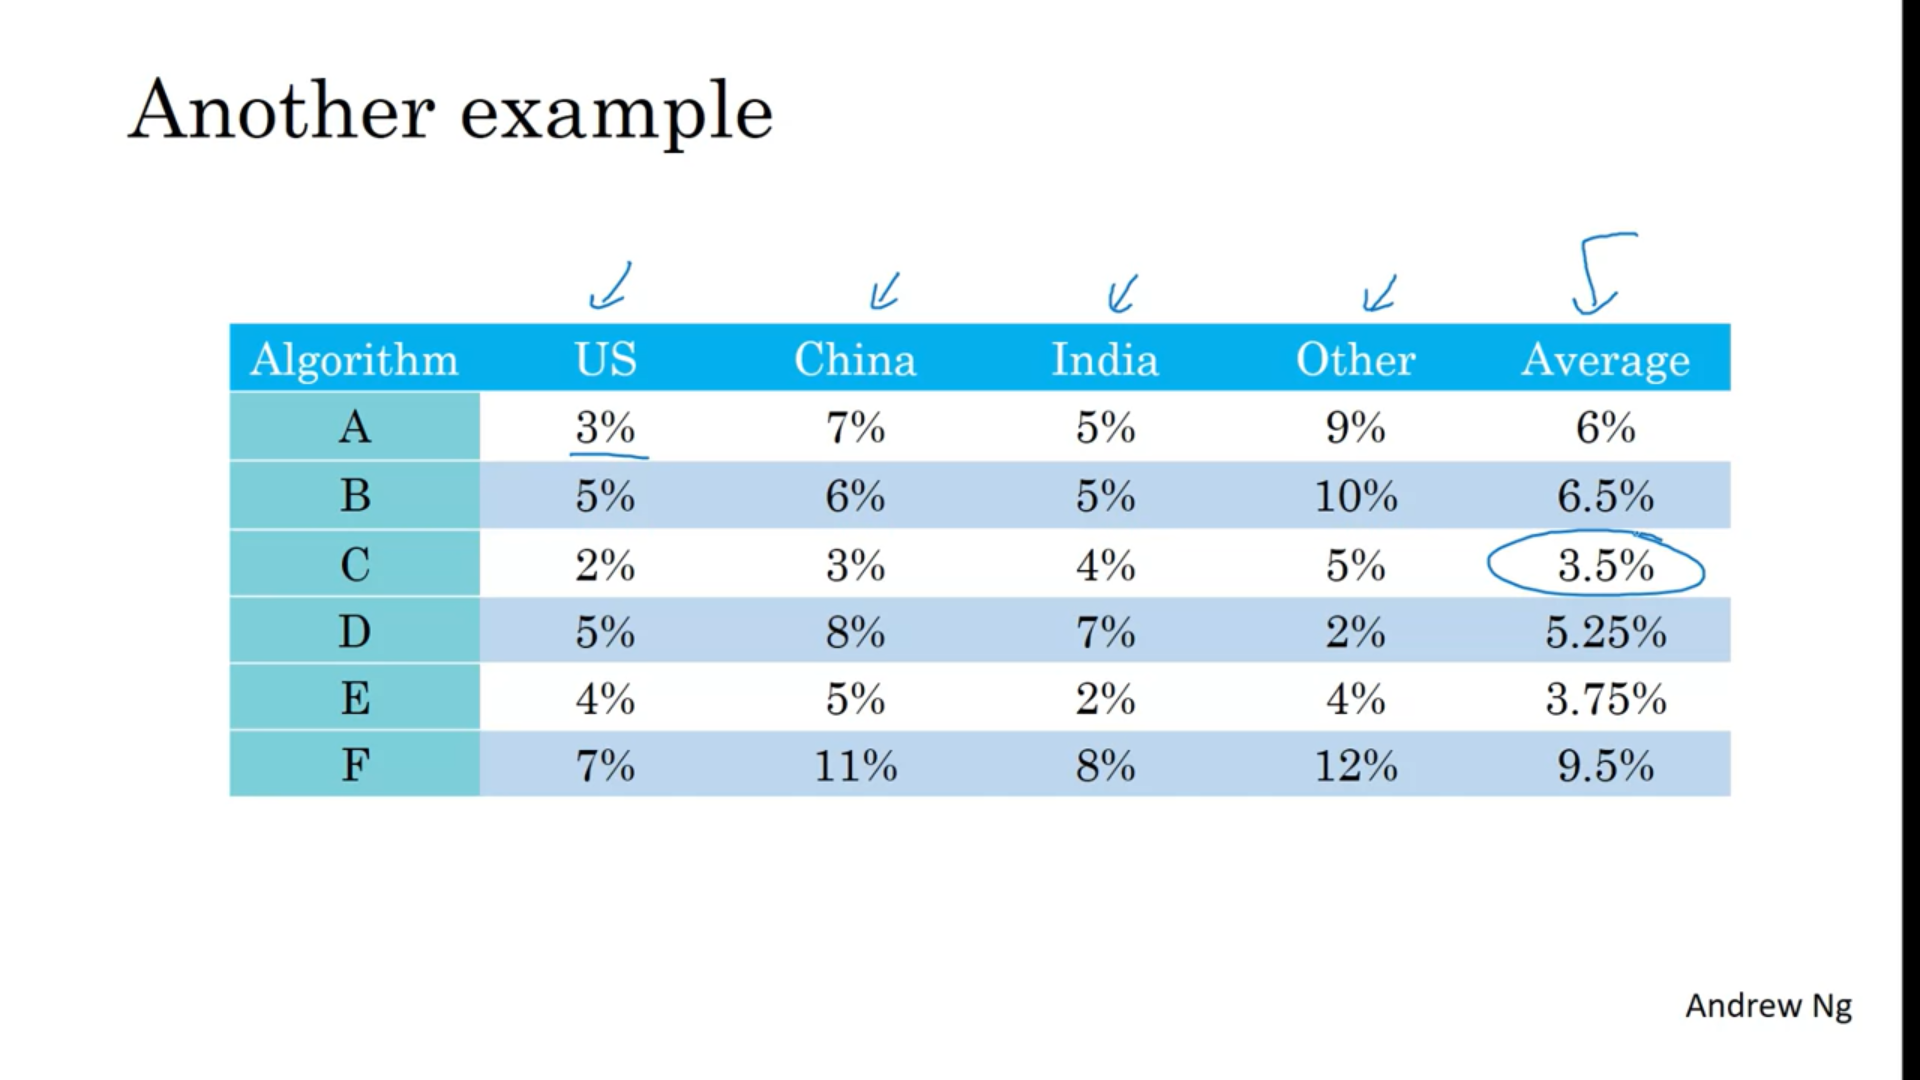 Another example
Algorithm US China India Other Average
A 3% 7% 5% 9% 6%
B 5% 6% 5% 10% 6.5%
C 2% 3% 4% 5% 3.5%
D 5% 8% 7% 2% 5.25%
E 4% 5% 2% 4% 3.75%
F 7% 11% 8% 12% 9.5%
Andrew Ng